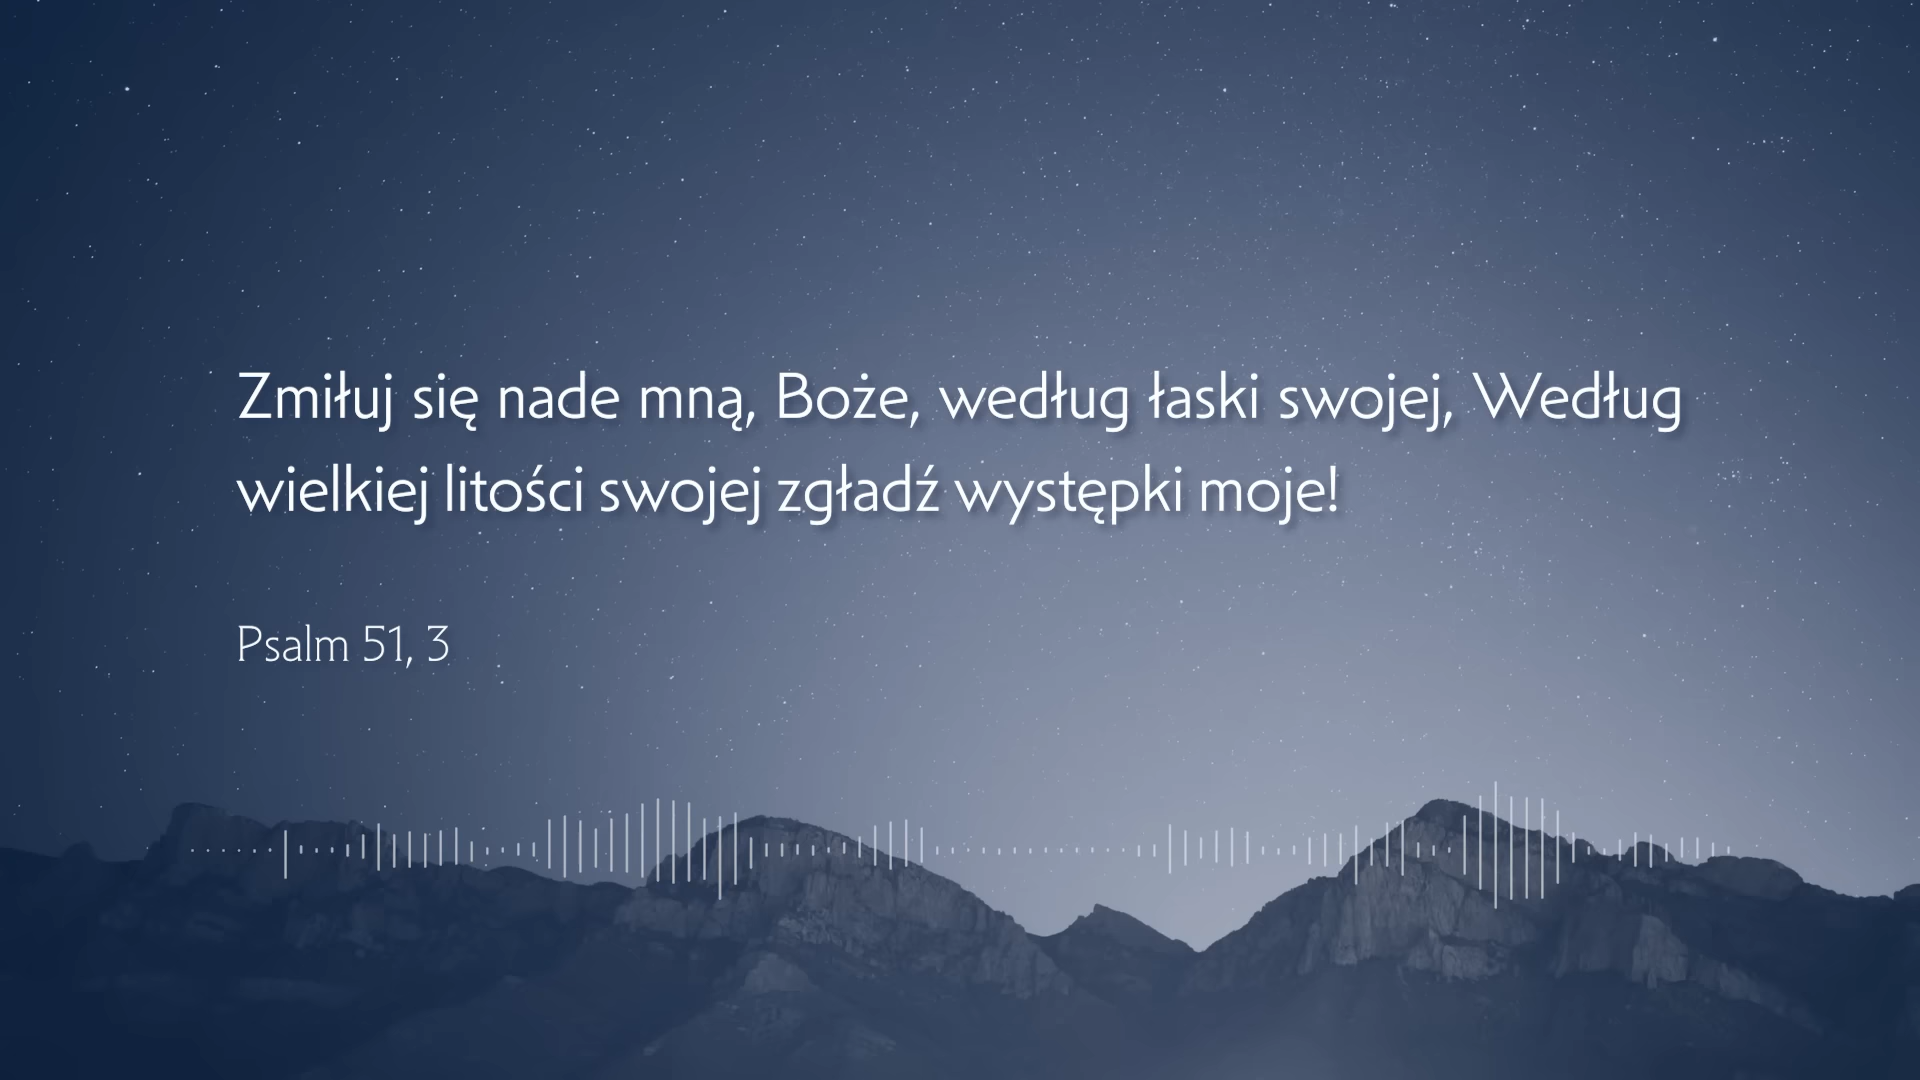 Zmiłuj się nade mną, Boże, według łaski swojej, Według
wielkiej litości swojej zgładź występki moje!
Psalm 51, 3